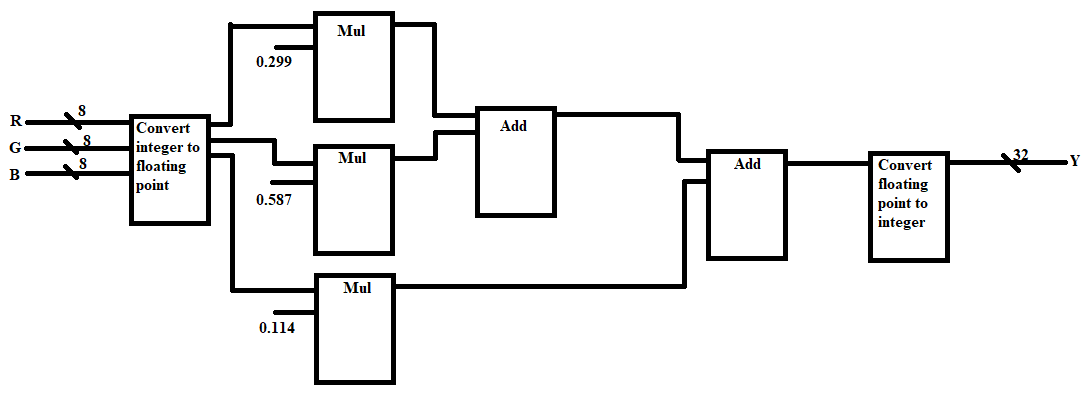 Mul
0.299
R
8
G
8
B
8
Convert
integer to
floating
point
Mul
0.587
Mul
0.114
Add
Add
Convert
floating
point to
integer
32
Y